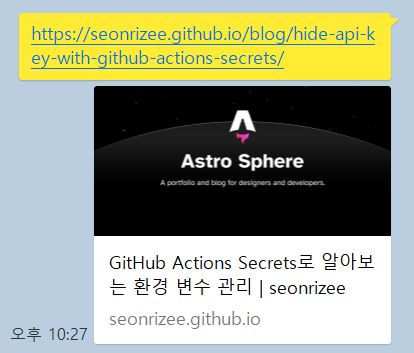 https://seonrizee.github.io/blog/hide-api-k
ey-with-github-actions-secrets/
Astro Sphere
A portfolio and blog for designers and developers.
GitHub Actions Secrets로 알아보
는 환경 변수 관리 | seonrizee
seonrizee.github.io
오후 10:27